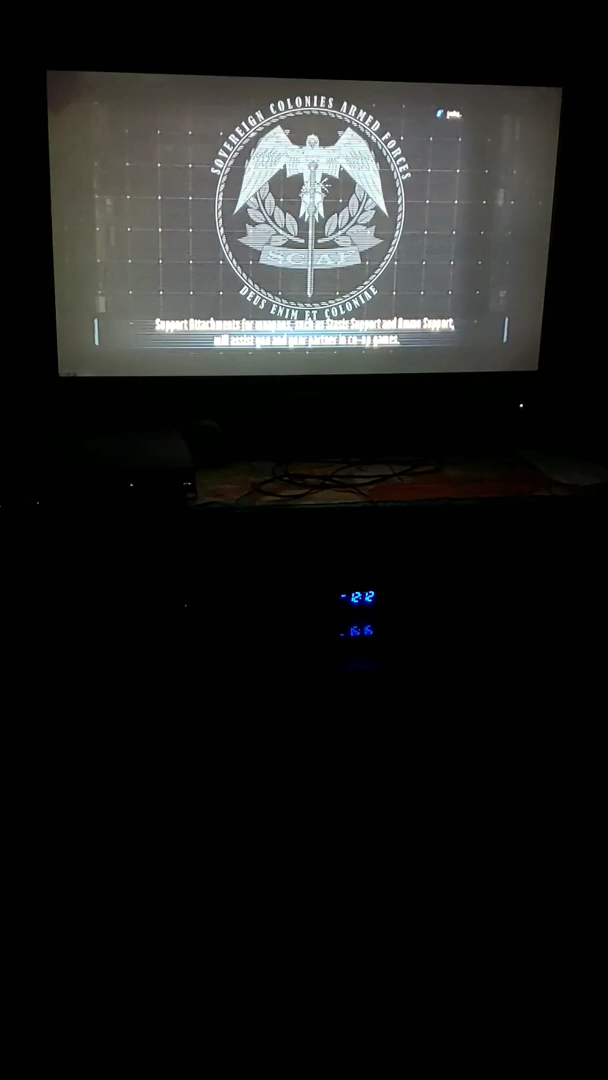 SOVEREIGN COLONIES ARMED FORCES
SCAF
DEUS ENIM ET COLONIAE
Support Attachments for weapons, such as Stasis Support and Ammo Support,
will assist you and your partner in co-op games.
12:12